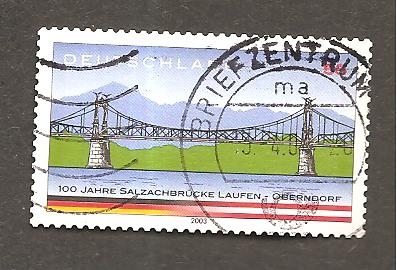 DEUTSCHLAND
BRIEFZENTRUM
ma
100 JAHRE SALZACHBRÜCKE LAUFEN - OBERNDORF
2003